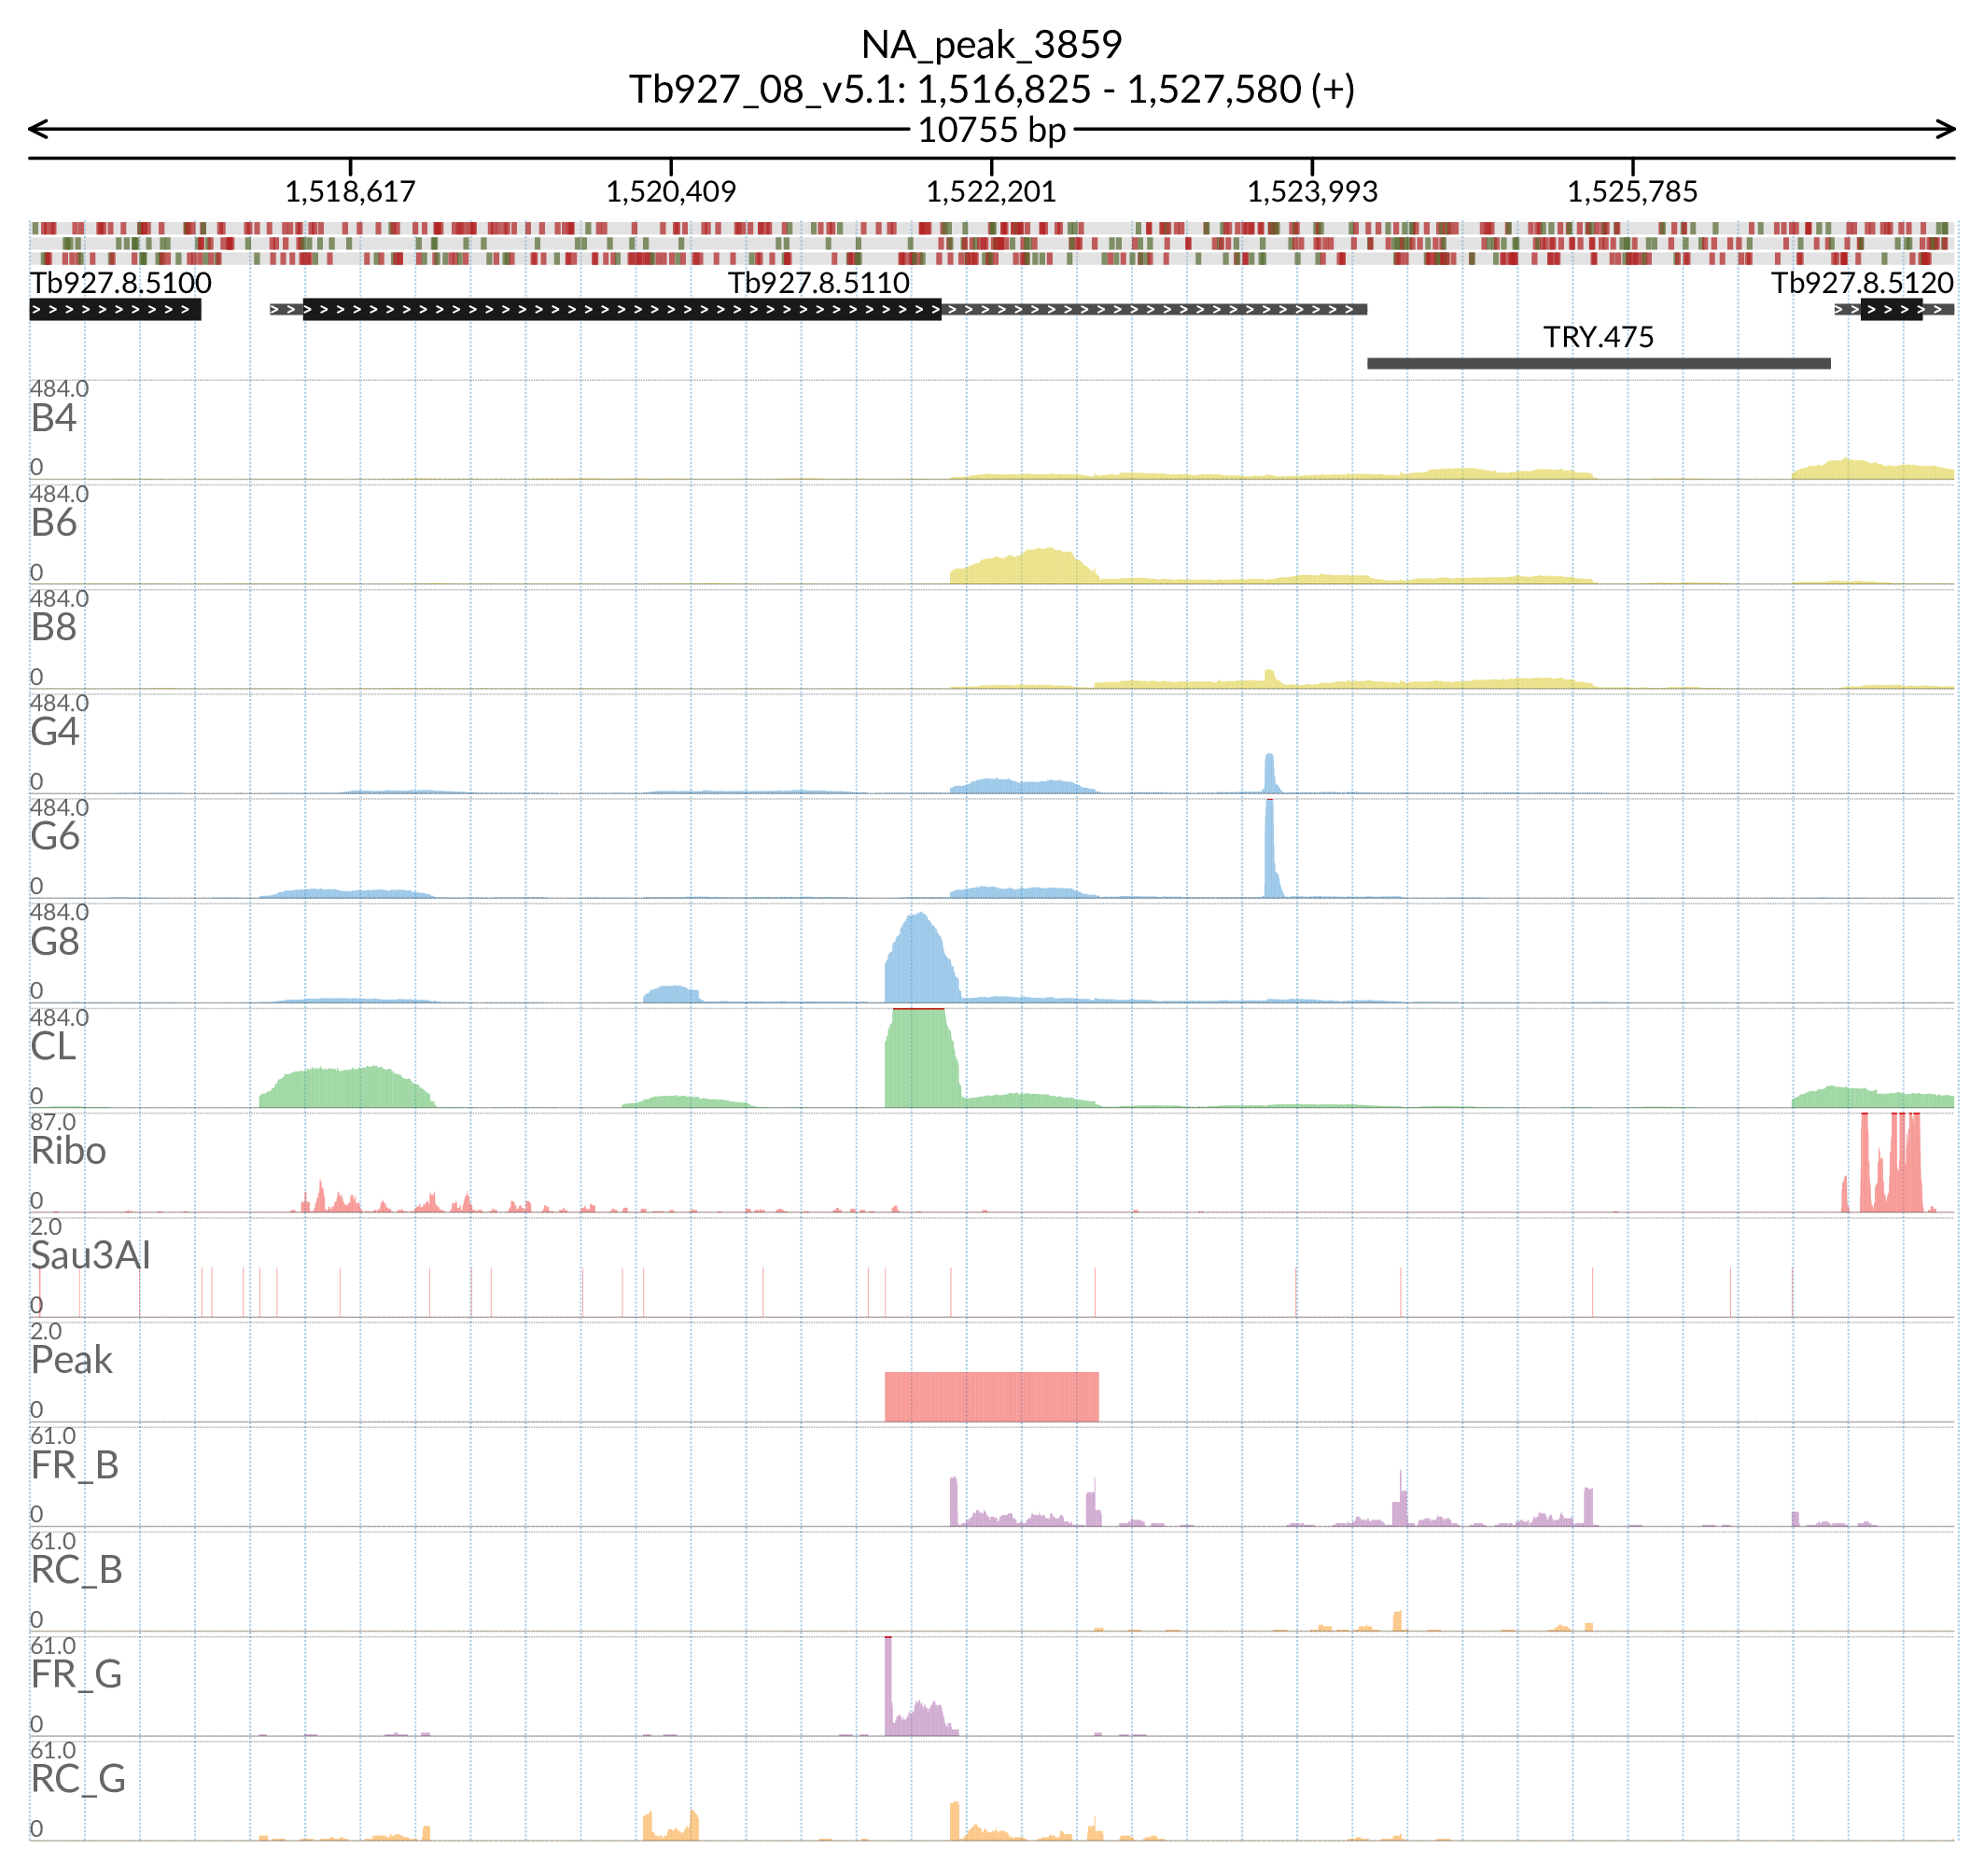 NA_peak_3859
Tb927_08_v5.1: 1,516,825 - 1,527,580 (+)
10755 bp
1,518,617 1,520,409 1,522,201 1,523,993 1,525,785
Tb927.8.5100 Tb927.8.5110 Tb927.8.5120
TRY.475
484.0
B4
0
484.0
B6
0
484.0
B8
0
484.0
G4
0
484.0
G6
0
484.0
G8
0
484.0
CL
0
87.0
Ribo
0
2.0
Sau3AI
0
2.0
Peak
0
61.0
FR_B
0
61.0
RC_B
0
61.0
FR_G
0
61.0
RC_G
0